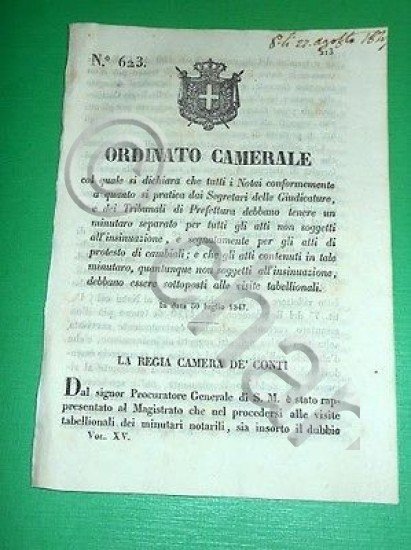 P. li 22. agosto 1847
N.º 623.
213
ORDINATO CAMERALE
col quale si dichiara che tutti i Notai conformemente
a quanto si pratica dai Segretari delle Giudicature,
e dei Tribunali di Prefettura debbano tenere un
minutaro separato per tutti gli atti non soggetti
all'insinuazione, segnatamente per gli atti di
protesto di cambiali; e che gli atti contenuti in tale
minutaro, quantunque non soggetti all'insinuazione,
debbano essere sottoposti alle visite tabellionali.
In data 30 luglio 1847.
LA REGIA CAMERA DE' CONTI
Dal signor Procuratore Generale di S. M. è stato rap-
presentato al Magistrato che nel procedersi alle visite
tabellionali dei minutari notarili, sia insorto il dubbio
Vol. XV.